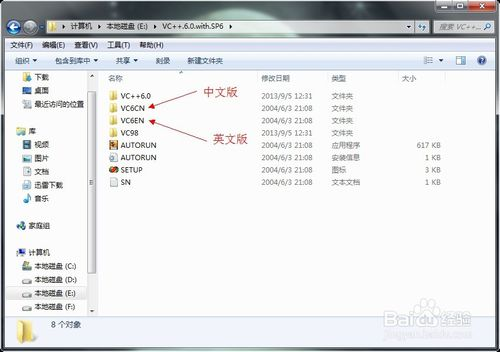 计算机 ▸ 本地磁盘 (E:) ▸ VC++.6.0.with.SP6 ▸
搜索 VC++...
文件(F) 编辑(E) 查看(V) 工具(T) 帮助(H)
组织 包含到库中 共享 刻录 新建文件夹
名称 修改日期 类型 大小
下载
桌面
最近访问的位置
库
视频
图片
文档
迅雷下载
音乐
家庭组
计算机
本地磁盘 (C:)
本地磁盘 (D:)
本地磁盘 (E:)
本地磁盘 (F:)
VC++6.0 2013/9/5 12:31 文件夹
VC6CN 2004/6/3 21:08 文件夹
VC6EN 2004/6/3 21:08 文件夹
VC98 2013/9/5 12:31 文件夹
AUTORUN 2004/6/3 21:08 应用程序 617 KB
AUTORUN 2004/6/3 21:08 安装信息 1 KB
SETUP 2004/6/3 21:08 图标 3 KB
SN 2004/6/3 21:08 文本文档 1 KB
中文版
英文版
8 个对象
Baidu 经验
jingyan.baidu.com